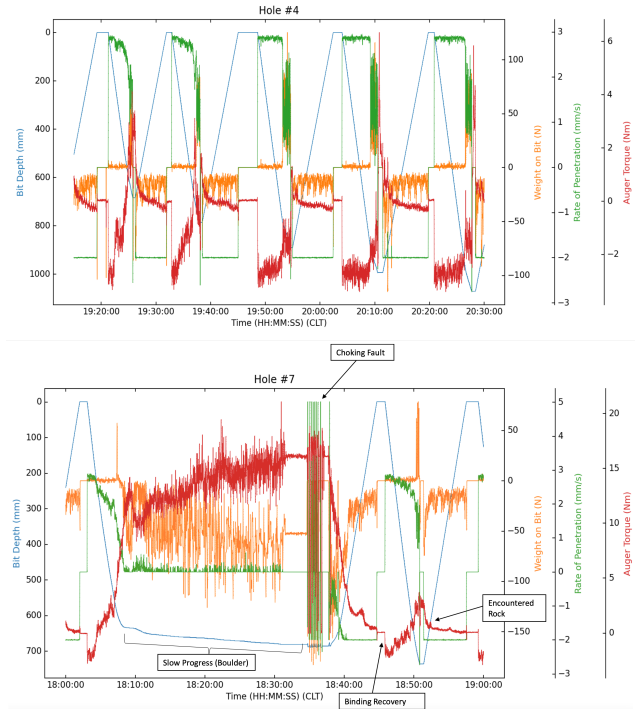 Hole #4
0
200
400
600
800
1000
Bit Depth (mm)
100
50
0
−50
−100
Weight on Bit (N)
3
2
1
0
−1
−2
−3
Rate of Penetration (mm/s)
6
4
2
0
−2
Auger Torque (Nm)
19:20:00 19:30:00 19:40:00 19:50:00 20:00:00 20:10:00 20:20:00 20:30:00
Time (HH:MM:SS) (CLT)
Choking Fault
Hole #7
0
100
200
300
400
500
600
700
Bit Depth (mm)
50
0
−50
−100
−150
Weight on Bit (N)
5
4
3
2
1
0
−1
−2
−3
Rate of Penetration (mm/s)
20
15
10
5
0
Auger Torque (Nm)
Encountered
Rock
Slow Progress (Boulder)
18:00:00 18:10:00 18:20:00 18:30:00 18:40:00 18:50:00 19:00:00
Time (HH:MM:SS) (CLT)
Binding Recovery